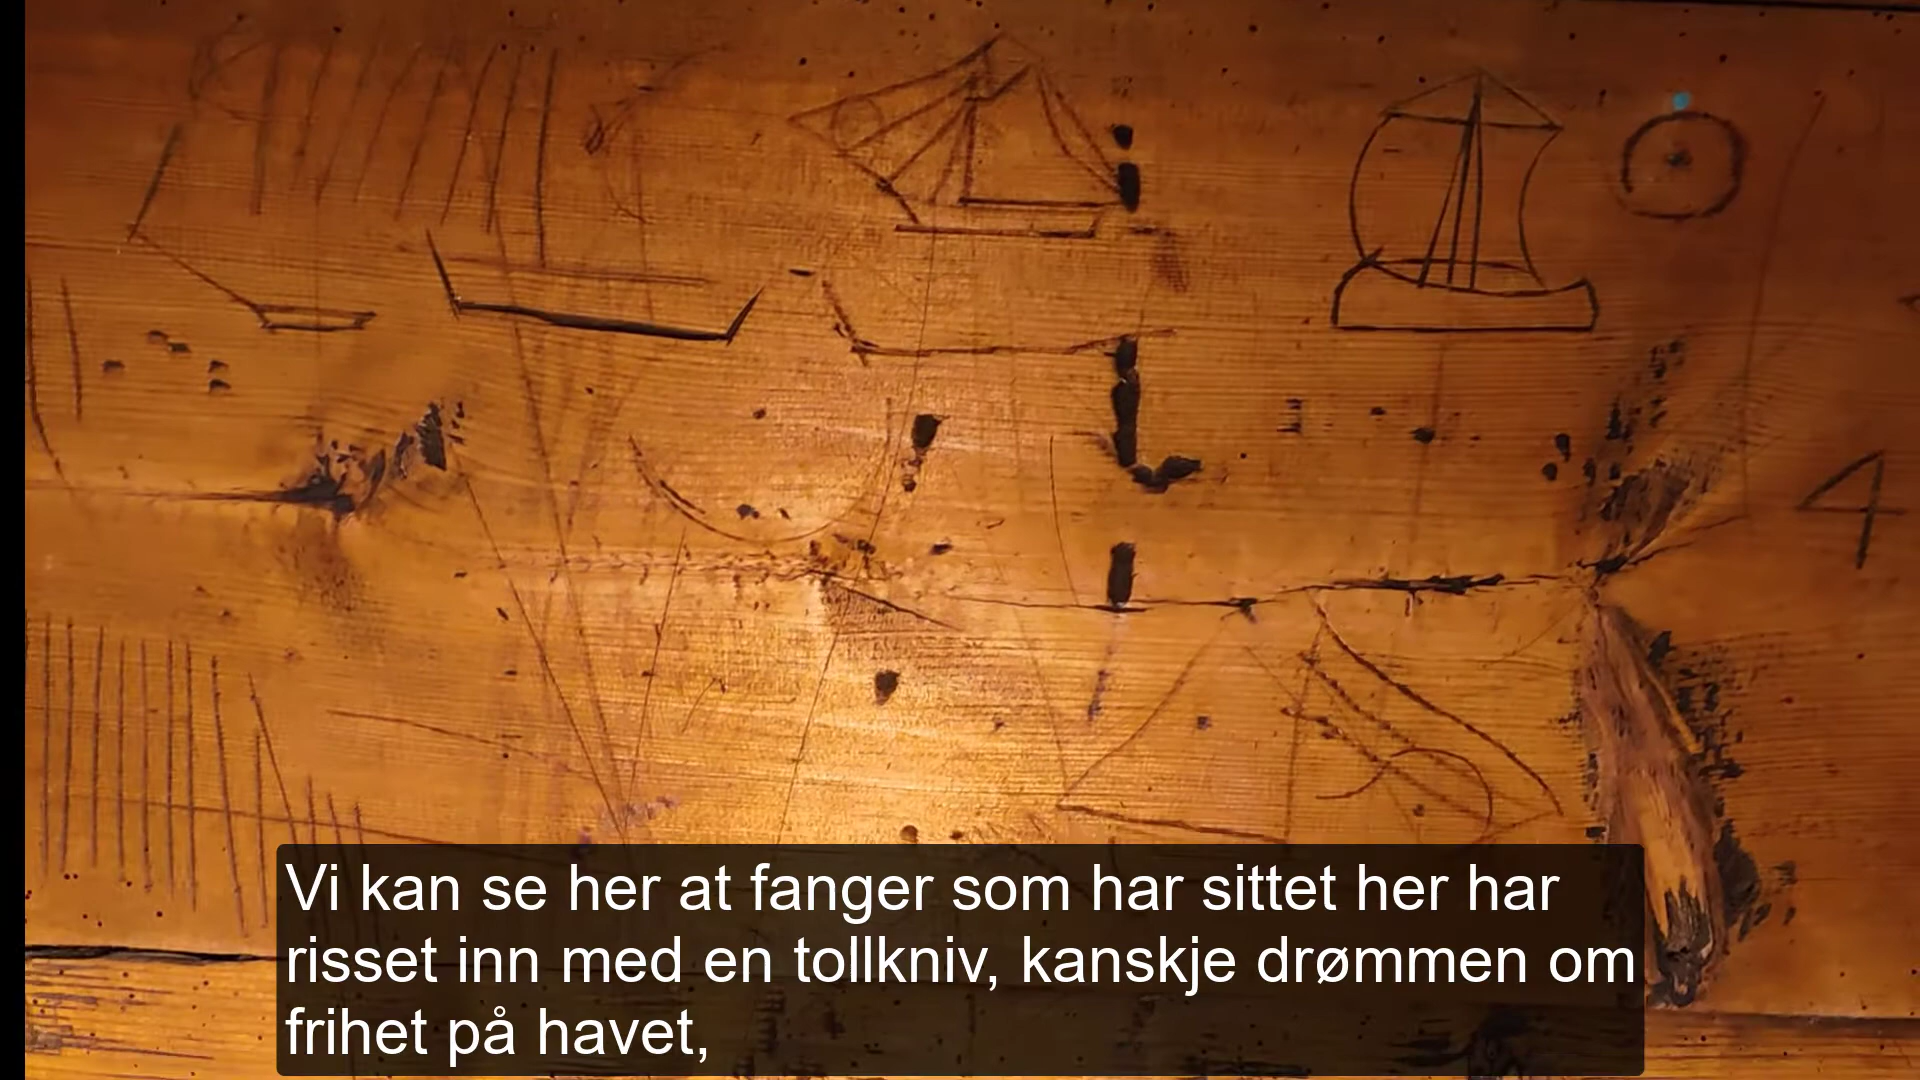 4
Vi kan se her at fanger som har sittet her har
risset inn med en tollkniv, kanskje drømmen om
frihet på havet,